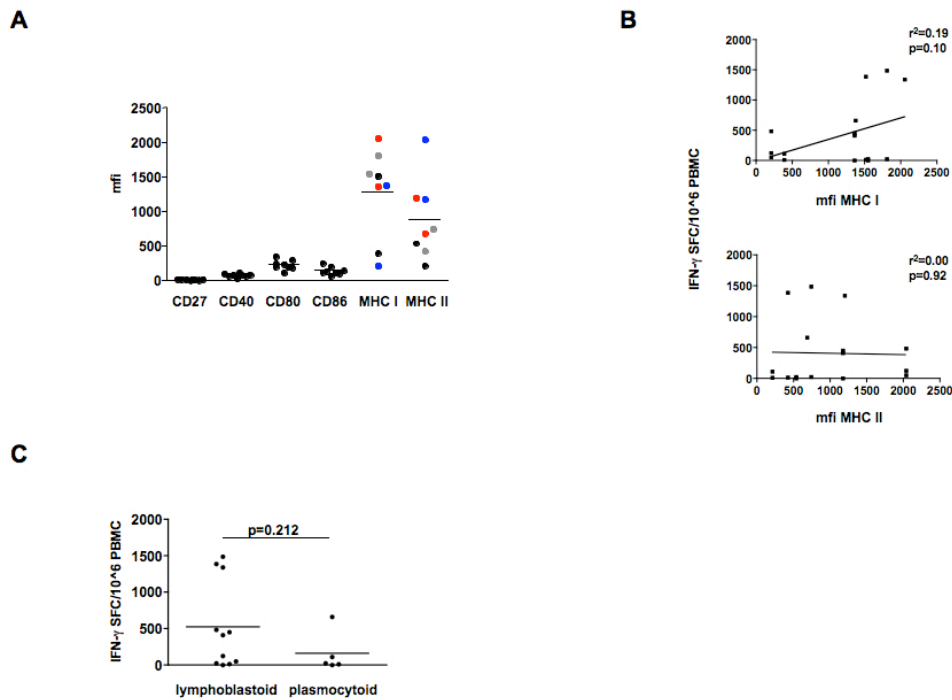 A
mfi
2500
2000
1500
1000
500
0
CD27 CD40 CD80 CD86 MHC I MHC II
B
IFN-γ SFC/10^6 PBMC
r²=0.19
p=0.10
2000
1500
1000
500
0
0 500 1000 1500 2000 2500
mfi MHC I
r²=0.00
p=0.92
2000
1500
1000
500
0
0 500 1000 1500 2000 2500
mfi MHC II
C
IFN-γ SFC/10^6 PBMC
2000
1500
1000
500
0
p=0.212
lymphoblastoid plasmocytoid